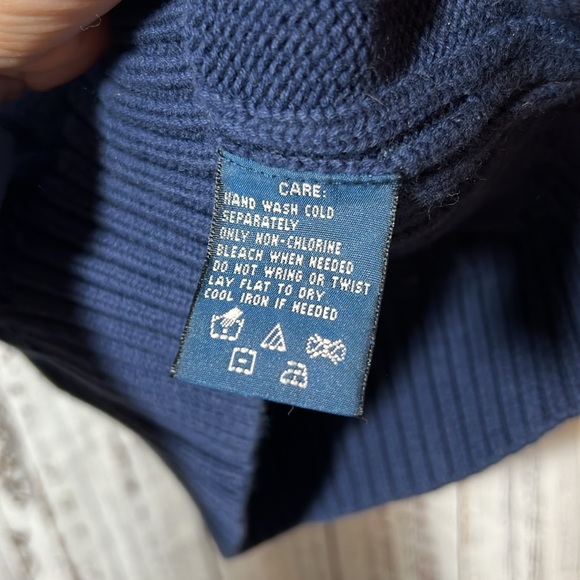 CARE:
HAND WASH COLD
SEPARATELY
ONLY NON-CHLORINE
BLEACH WHEN NEEDED
DO NOT WRING OR TWIST
LAY FLAT TO DRY
COOL IRON IF NEEDED